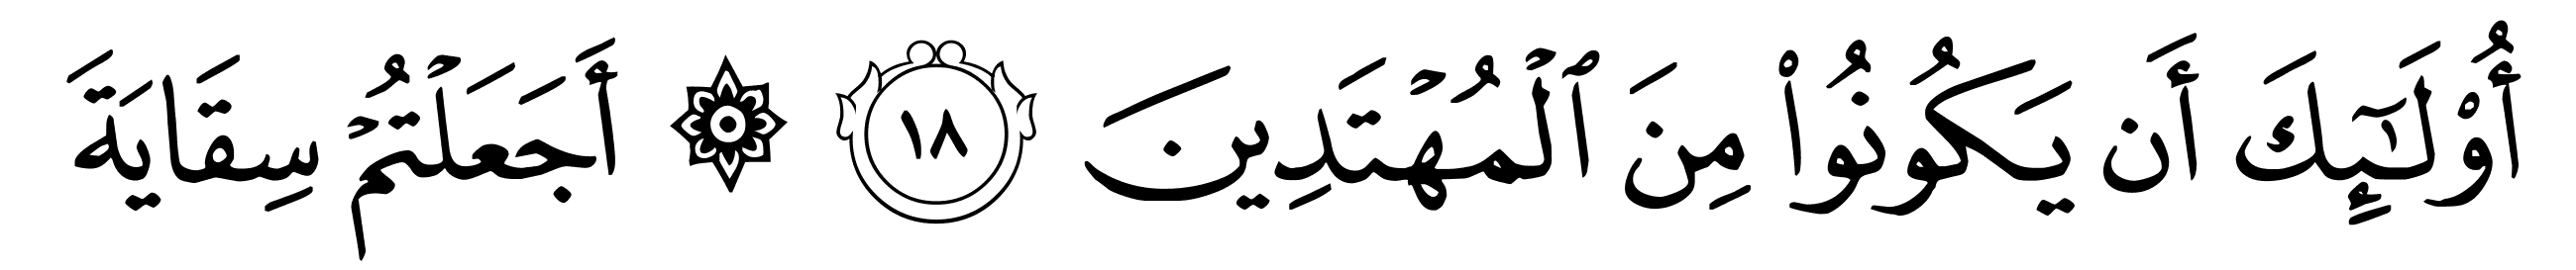 أُوْلَـٰٓئِكَ أَن يَكُونُواْ مِنَ ٱلْمُهْتَدِينَ ١٨ ۞ أَجَعَلْتُمْ سِقَايَةَ